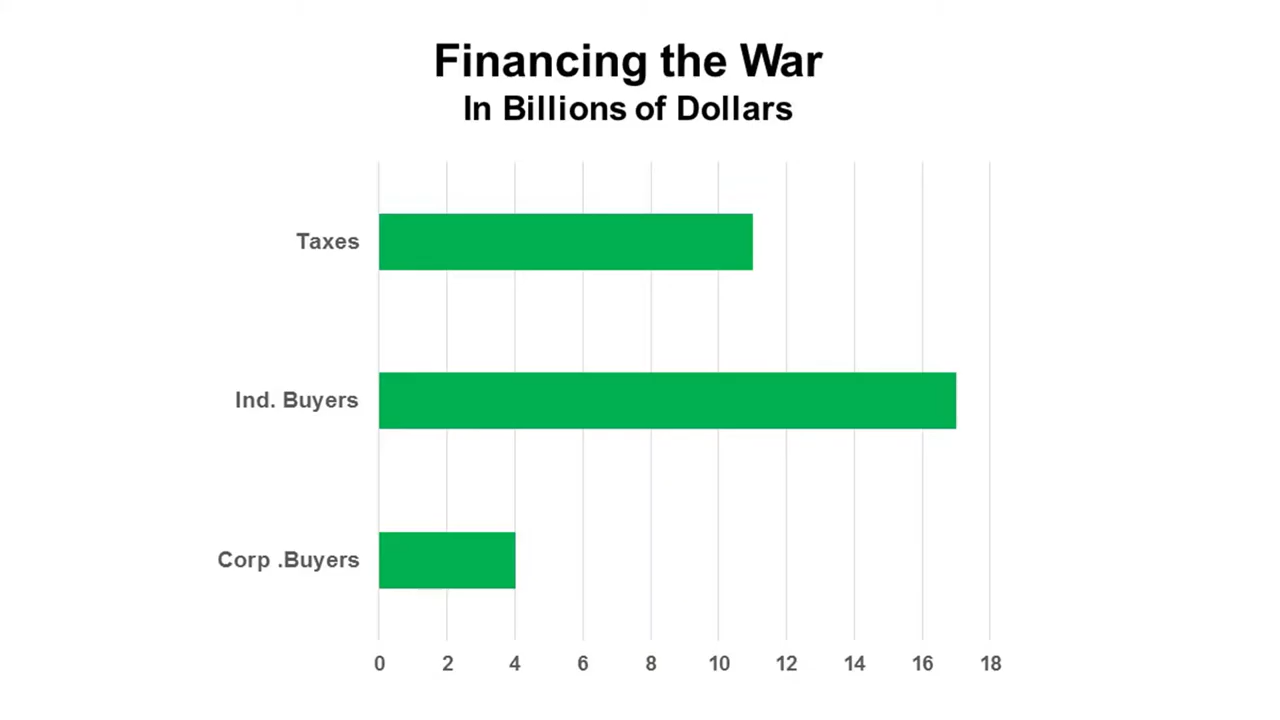 Financing the War
In Billions of Dollars
Taxes
Ind. Buyers
Corp .Buyers
0 2 4 6 8 10 12 14 16 18